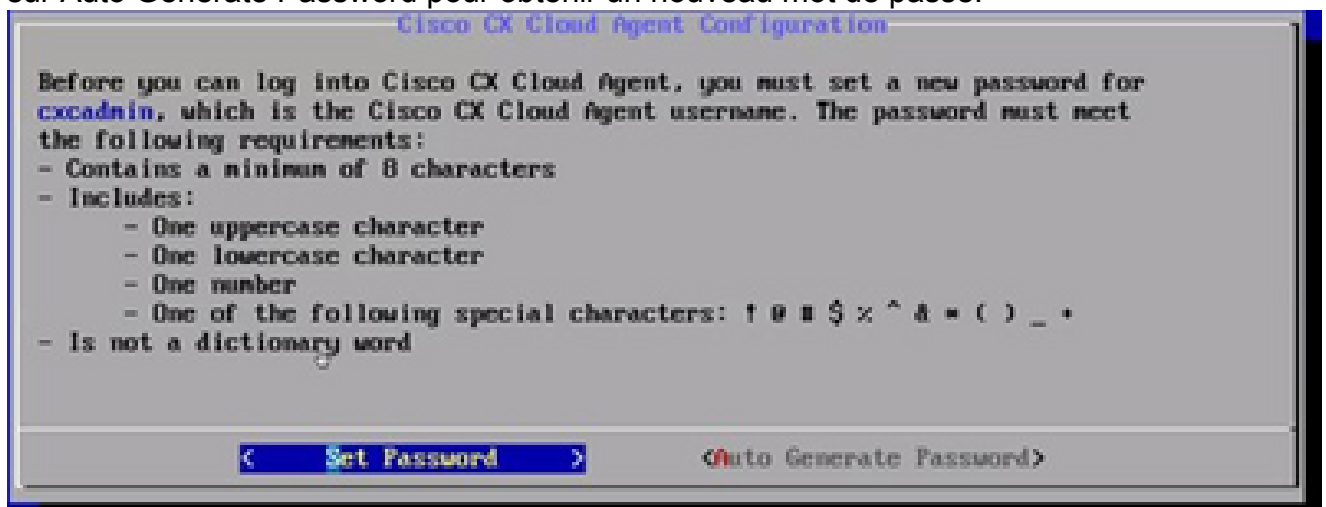 sur Auto Generate Password pour obtenir un nouveau mot de passe.
Cisco CX Cloud Agent Configuration
Before you can log into Cisco CX Cloud Agent, you must set a new password for
cxcadmin, which is the Cisco CX Cloud Agent username. The password must meet
the following requirements:
- Contains a minimum of 8 characters
- Includes:
- One uppercase character
- One lowercase character
- One number
- One of the following special characters: ! @ # $ % ^ & * ( ) _ +
- Is not a dictionary word
< Set Password > <Auto Generate Password>